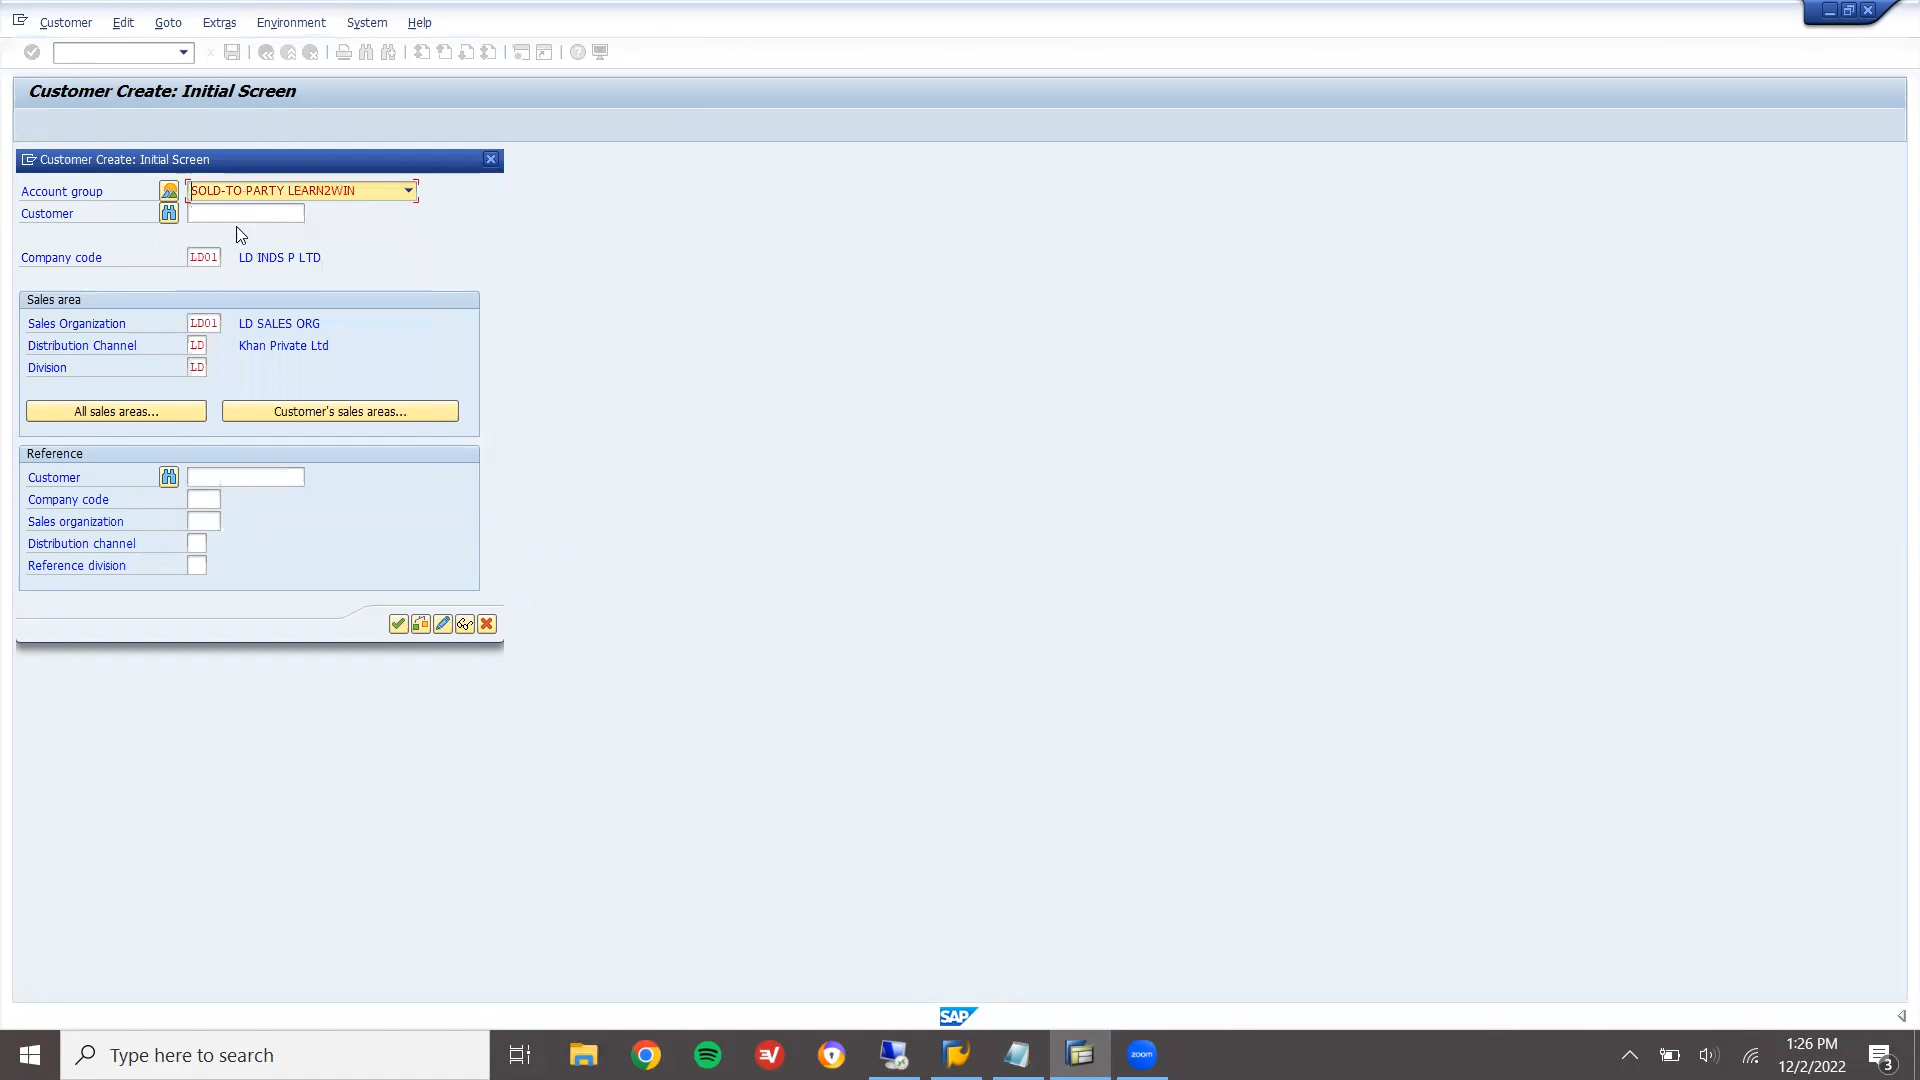 Customer Edit Goto Extras Environment System Help
Customer Create: Initial Screen
Customer Create: Initial Screen
Account group SOLD-TO-PARTY LEARN2WIN
Customer
Company code LD01 LD INDS P LTD
Sales area
Sales Organization LD01 LD SALES ORG
Distribution Channel LD Khan Private Ltd
Division LD
All sales areas... Customer's sales areas...
Reference
Customer
Company code
Sales organization
Distribution channel
Reference division
SAP
Type here to search
zoom
1:26 PM
12/2/2022
3